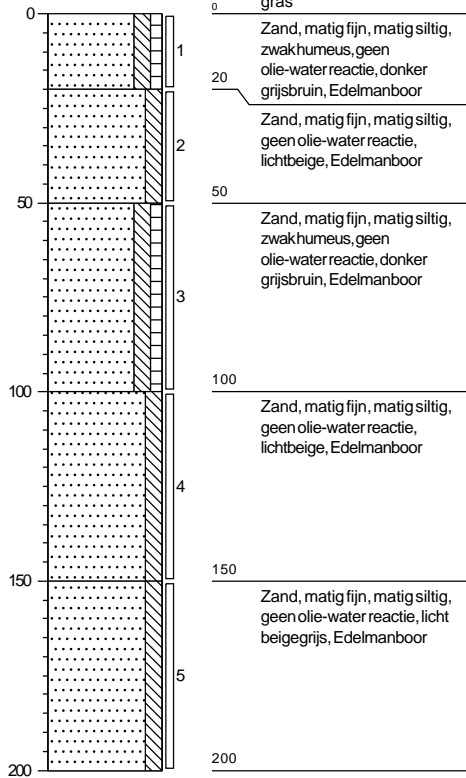 0
50
100
150
200
1
2
3
4
5
0
gras
Zand, matig fijn, matig siltig,
zwak humeus, geen
olie-water reactie, donker
grijsbruin, Edelmanboor
20
Zand, matig fijn, matig siltig,
geen olie-water reactie,
lichtbeige, Edelmanboor
50
Zand, matig fijn, matig siltig,
zwak humeus, geen
olie-water reactie, donker
grijsbruin, Edelmanboor
100
Zand, matig fijn, matig siltig,
geen olie-water reactie,
lichtbeige, Edelmanboor
150
Zand, matig fijn, matig siltig,
geen olie-water reactie, licht
beigegrijs, Edelmanboor
200